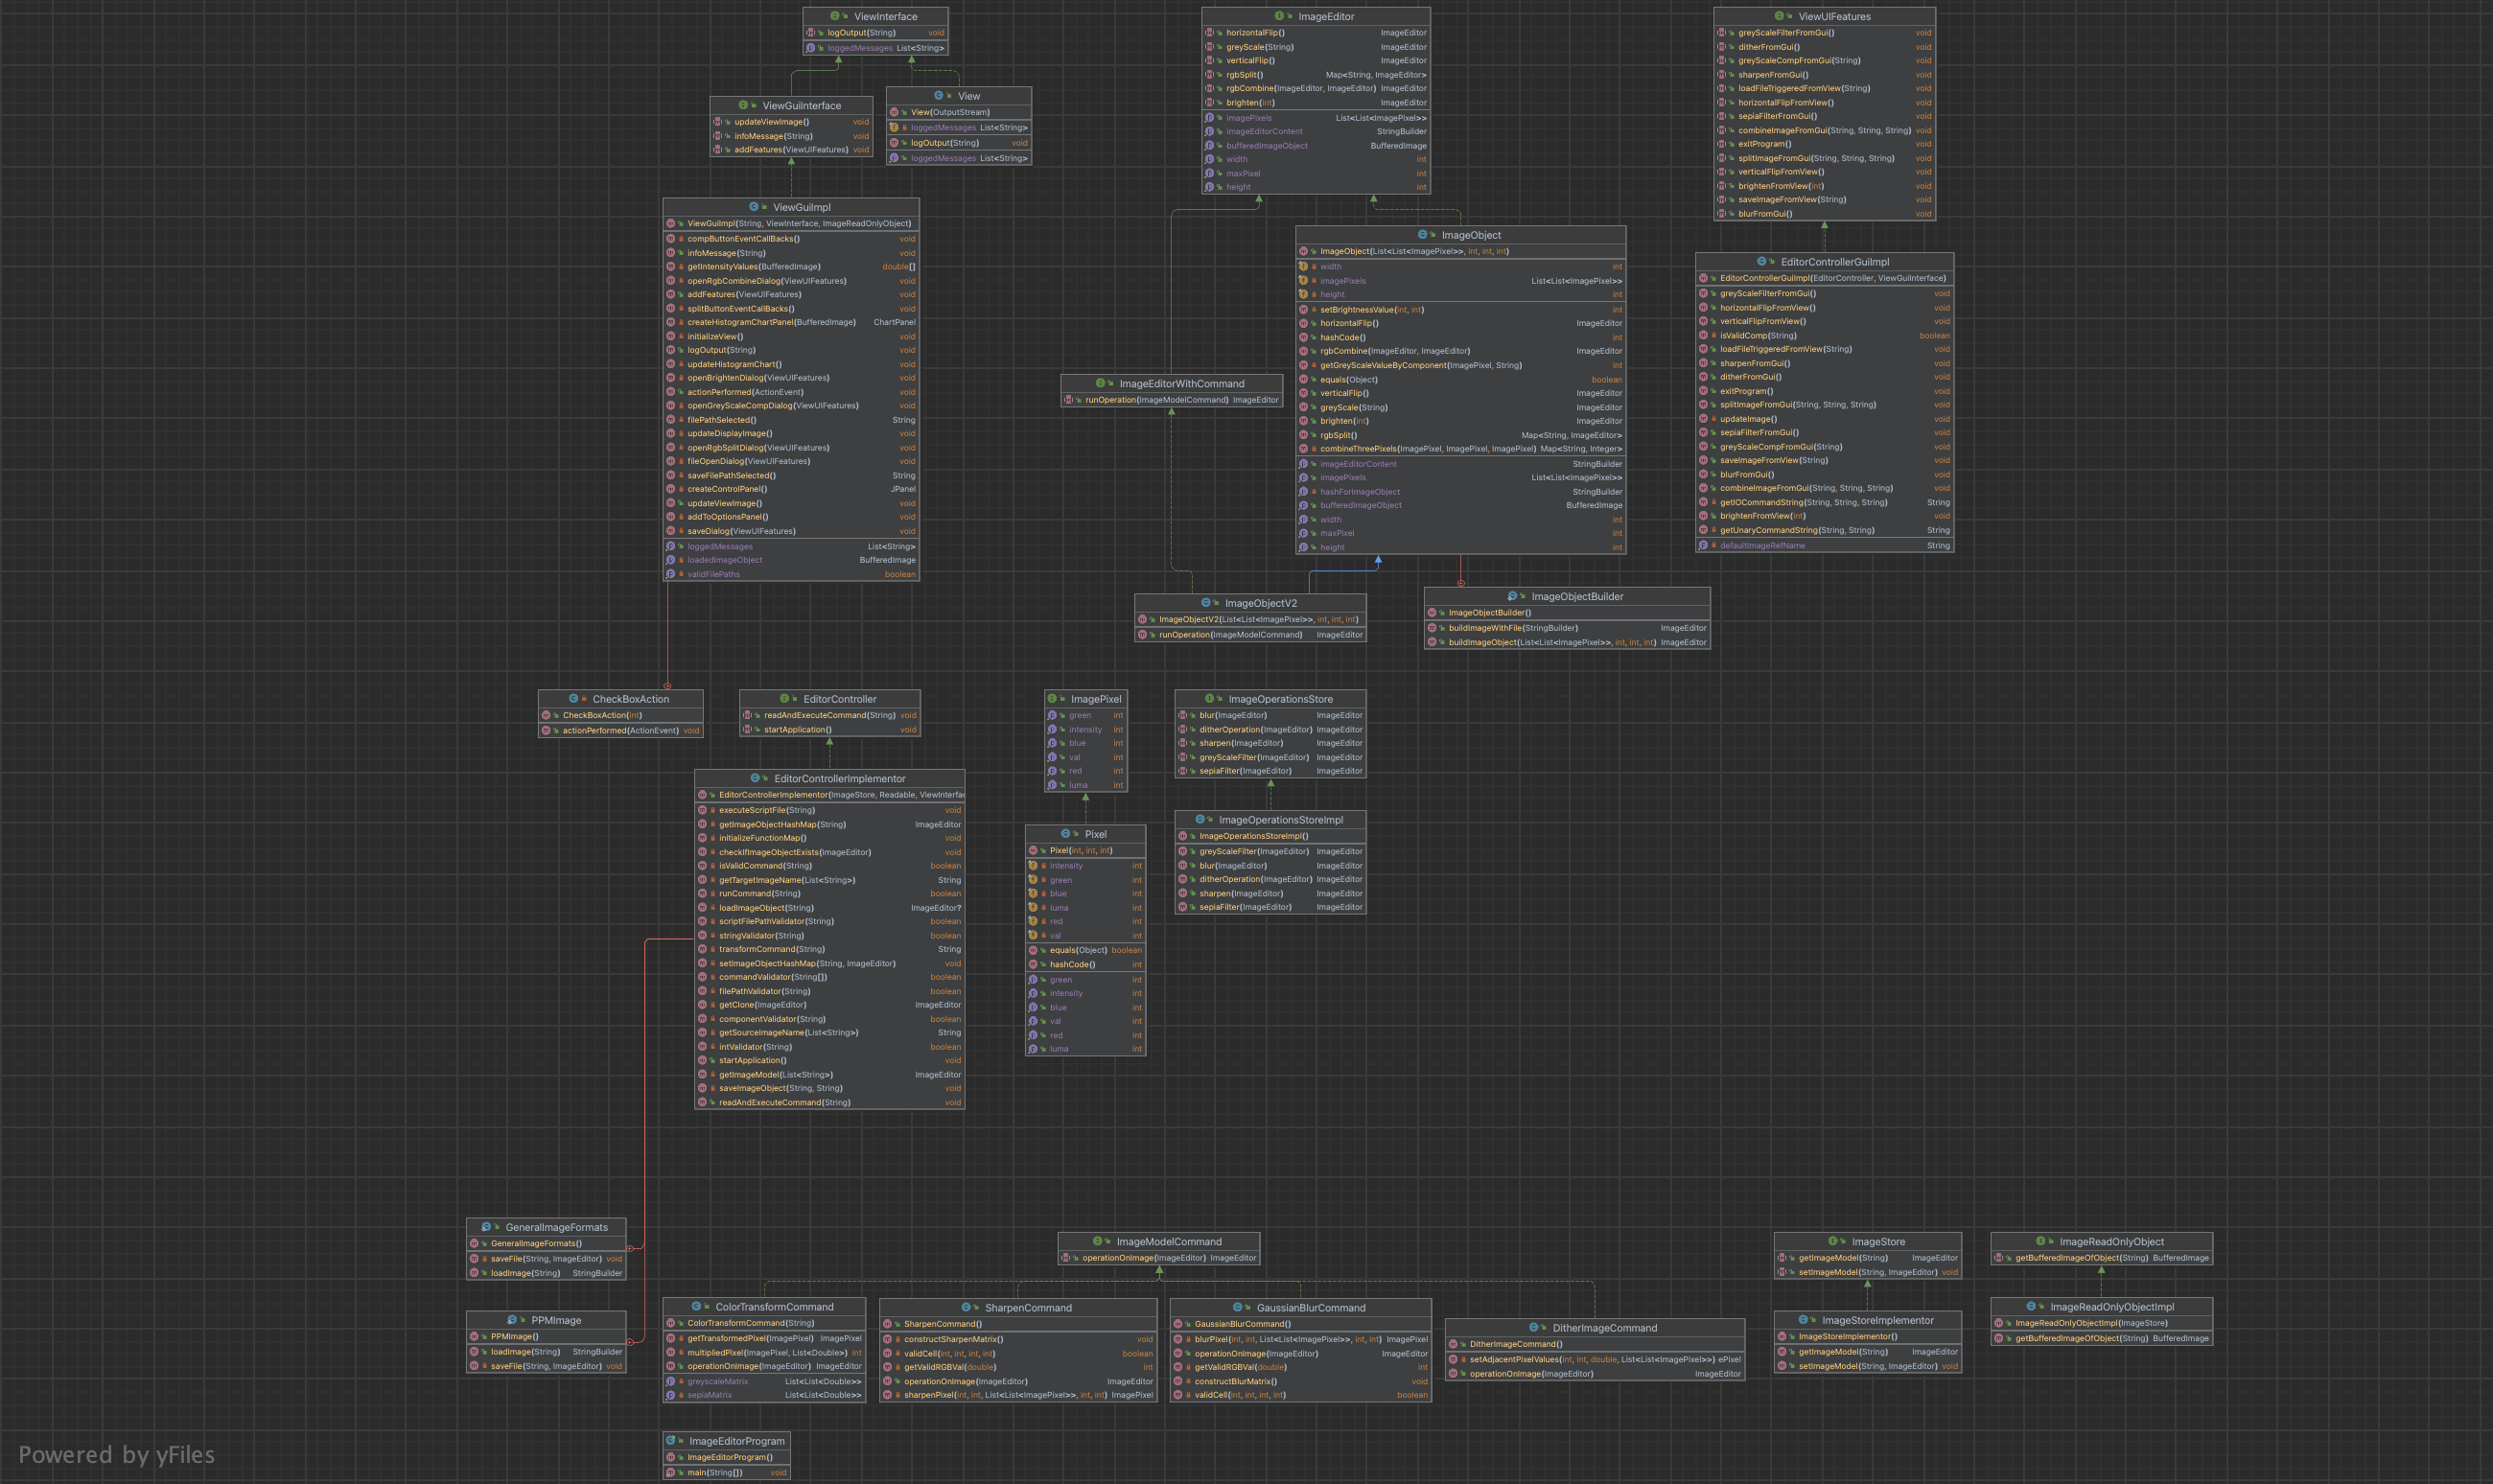 ViewInterface
logOutput(String) void
loggedMessages List<String>
ViewGuiInterface
updateViewImage() void
infoMessage(String) void
addFeatures(ViewUIFeatures) void
View
View(OutputStream)
loggedMessages List<String>
logOutput(String) void
loggedMessages List<String>
ViewGuiImpl
ViewGuiImpl(String, ViewInterface, ImageReadOnlyObject)
compButtonEventCallBacks() void
infoMessage(String) void
getIntensityValues(BufferedImage) double[]
openRgbCombineDialog(ViewUIFeatures) void
addFeatures(ViewUIFeatures) void
splitButtonEventCallBacks() void
createHistogramChartPanel(BufferedImage) ChartPanel
initializeView() void
logOutput(String) void
updateHistogramChart() void
openBrightenDialog(ViewUIFeatures) void
actionPerformed(ActionEvent) void
openGreyScaleCompDialog(ViewUIFeatures) void
filePathSelected() String
updateDisplayImage() void
openRgbSplitDialog(ViewUIFeatures) void
fileOpenDialog(ViewUIFeatures) void
saveFilePathSelected() String
createControlPanel() JPanel
updateViewImage() void
addToOptionsPanel() void
saveDialog(ViewUIFeatures) void
loggedMessages List<String>
loadedImageObject BufferedImage
validFilePaths boolean
ImageEditor
horizontalFlip() ImageEditor
greyScale(String) ImageEditor
verticalFlip() ImageEditor
rgbSplit() Map<String, ImageEditor>
rgbCombine(ImageEditor, ImageEditor) ImageEditor
brighten(int) ImageEditor
imagePixels List<List<ImagePixel>>
imageEditorContent StringBuilder
bufferedImageObject BufferedImage
width int
maxPixel int
height int
ImageObject
ImageObject(List<List<ImagePixel>>, int, int, int)
width int
imagePixels List<List<ImagePixel>>
height int
setBrightnessValue(int, int) int
horizontalFlip() ImageEditor
hashCode() int
rgbCombine(ImageEditor, ImageEditor) ImageEditor
getGreyScaleValueByComponent(ImagePixel, String) int
equals(Object) boolean
verticalFlip() ImageEditor
greyScale(String) ImageEditor
brighten(int) ImageEditor
rgbSplit() Map<String, ImageEditor>
combineThreePixels(ImagePixel, ImagePixel, ImagePixel) Map<String, Integer>
imageEditorContent StringBuilder
imagePixels List<List<ImagePixel>>
hashForImageObject StringBuilder
bufferedImageObject BufferedImage
width int
maxPixel int
height int
ImageEditorWithCommand
runOperation(ImageModelCommand) ImageEditor
ImageObjectV2
ImageObjectV2(List<List<ImagePixel>>, int, int, int)
runOperation(ImageModelCommand) ImageEditor
ImageObjectBuilder
ImageObjectBuilder()
buildImageWithFile(StringBuilder) ImageEditor
buildImageObject(List<List<ImagePixel>>, int, int, int) ImageEditor
ViewUIFeatures
greyScaleFilterFromGui() void
ditherFromGui() void
greyScaleCompFromGui(String) void
sharpenFromGui() void
loadFileTriggeredFromView(String) void
horizontalFlipFromView() void
sepiaFilterFromGui() void
combineImageFromGui(String, String, String) void
exitProgram() void
splitImageFromGui(String, String, String) void
verticalFlipFromView() void
brightenFromView(int) void
saveImageFromView(String) void
blurFromGui() void
EditorControllerGuiImpl
EditorControllerGuiImpl(EditorController, ViewGuiInterface)
greyScaleFilterFromGui() void
horizontalFlipFromView() void
verticalFlipFromView() void
isValidComp(String) boolean
loadFileTriggeredFromView(String) void
sharpenFromGui() void
ditherFromGui() void
exitProgram() void
splitImageFromGui(String, String, String) void
updateImage() void
sepiaFilterFromGui() void
greyScaleCompFromGui(String) void
saveImageFromView(String) void
blurFromGui() void
combineImageFromGui(String, String, String) void
getIOCommandString(String, String, String) String
brightenFromView(int) void
getUnaryCommandString(String, String) String
defaultImageRefName String
CheckBoxAction
CheckBoxAction(int)
actionPerformed(ActionEvent) void
EditorController
readAndExecuteCommand(String) void
startApplication() void
EditorControllerImplementor
EditorControllerImplementor(ImageStore, Readable, ViewInterfac
executeScriptFile(String) void
getImageObjectHashMap(String) ImageEditor
initializeFunctionMap() void
checkIfImageObjectExists(ImageEditor) void
isValidCommand(String) boolean
getTargetImageName(List<String>) String
runCommand(String) boolean
loadImageObject(String) ImageEditor?
scriptFilePathValidator(String) boolean
stringValidator(String) boolean
transformCommand(String) String
setImageObjectHashMap(String, ImageEditor) void
commandValidator(String[]) boolean
filePathValidator(String) boolean
getClone(ImageEditor) ImageEditor
componentValidator(String) boolean
getSourceImageName(List<String>) String
intValidator(String) boolean
startApplication() void
getImageModel(List<String>) ImageEditor
saveImageObject(String, String) void
readAndExecuteCommand(String) void
ImagePixel
green int
intensity int
blue int
val int
red int
luma int
Pixel
Pixel(int, int, int)
intensity int
green int
blue int
luma int
red int
val int
equals(Object) boolean
hashCode() int
green int
intensity int
blue int
val int
red int
luma int
ImageOperationsStore
blur(ImageEditor) ImageEditor
ditherOperation(ImageEditor) ImageEditor
sharpen(ImageEditor) ImageEditor
greyScaleFilter(ImageEditor) ImageEditor
sepiaFilter(ImageEditor) ImageEditor
ImageOperationsStoreImpl
ImageOperationsStoreImpl()
greyScaleFilter(ImageEditor) ImageEditor
blur(ImageEditor) ImageEditor
ditherOperation(ImageEditor) ImageEditor
sharpen(ImageEditor) ImageEditor
sepiaFilter(ImageEditor) ImageEditor
GeneralImageFormats
GeneralImageFormats()
saveFile(String, ImageEditor) void
loadImage(String) StringBuilder
PPMImage
PPMImage()
loadImage(String) StringBuilder
saveFile(String, ImageEditor) void
ImageModelCommand
operationOnImage(ImageEditor) ImageEditor
ColorTransformCommand
ColorTransformCommand(String)
getTransformedPixel(ImagePixel) ImagePixel
multipliedPixel(ImagePixel, List<Double>) int
operationOnImage(ImageEditor) ImageEditor
greyscaleMatrix List<List<Double>>
sepiaMatrix List<List<Double>>
SharpenCommand
SharpenCommand()
constructSharpenMatrix() void
validCell(int, int, int, int) boolean
getValidRGBVal(double) int
operationOnImage(ImageEditor) ImageEditor
sharpenPixel(int, int, List<List<ImagePixel>>, int, int) ImagePixel
GaussianBlurCommand
GaussianBlurCommand()
blurPixel(int, int, List<List<ImagePixel>>, int, int) ImagePixel
operationOnImage(ImageEditor) ImageEditor
getValidRGBVal(double) int
constructBlurMatrix() void
validCell(int, int, int, int) boolean
DitherImageCommand
DitherImageCommand()
setAdjacentPixelValues(int, int, double, List<List<ImagePixel>>) ePixel
operationOnImage(ImageEditor) ImageEditor
ImageStore
getImageModel(String) ImageEditor
setImageModel(String, ImageEditor) void
ImageStoreImplementor
ImageStoreImplementor()
getImageModel(String) ImageEditor
setImageModel(String, ImageEditor) void
ImageReadOnlyObject
getBufferedImageOfObject(String) BufferedImage
ImageReadOnlyObjectImpl
ImageReadOnlyObjectImpl(ImageStore)
getBufferedImageOfObject(String) BufferedImage
ImageEditorProgram
ImageEditorProgram()
main(String[]) void
Powered by yFiles